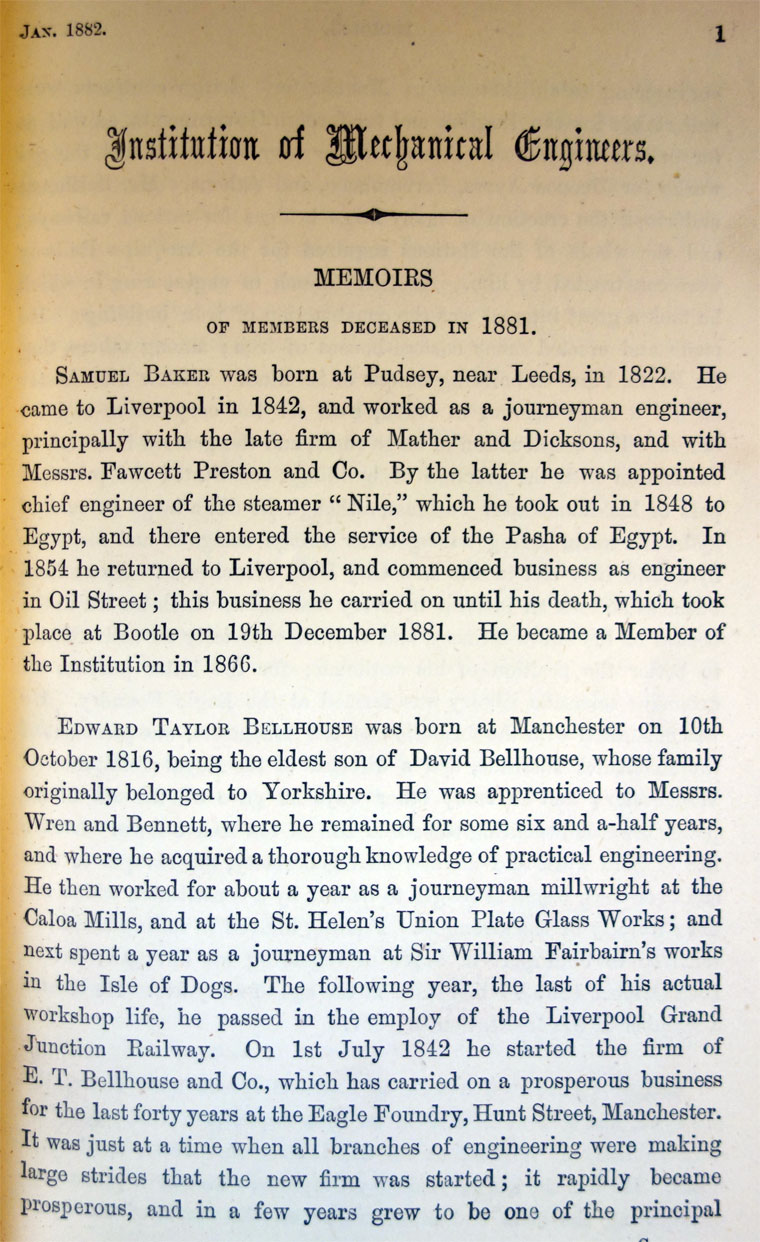 JAN. 1882.
1
Institution of Mechanical Engineers.
MEMOIRS
OF MEMBERS DECEASED IN 1881.
SAMUEL BAKER was born at Pudsey, near Leeds, in 1822. He
came to Liverpool in 1842, and worked as a journeyman engineer,
principally with the late firm of Mather and Dicksons, and with
Messrs. Fawcett Preston and Co. By the latter he was appointed
chief engineer of the steamer “Nile,” which he took out in 1848 to
Egypt, and there entered the service of the Pasha of Egypt. In
1854 he returned to Liverpool, and commenced business as engineer
in Oil Street; this business he carried on until his death, which took
place at Bootle on 19th December 1881. He became a Member of
the Institution in 1866.
EDWARD TAYLOR BELLHOUSE was born at Manchester on 10th
October 1816, being the eldest son of David Bellhouse, whose family
originally belonged to Yorkshire. He was apprenticed to Messrs.
Wren and Bennett, where he remained for some six and a-half years,
and where he acquired a thorough knowledge of practical engineering.
He then worked for about a year as a journeyman millwright at the
Caloa Mills, and at the St. Helen's Union Plate Glass Works; and
next spent a year as a journeyman at Sir William Fairbairn's works
in the Isle of Dogs. The following year, the last of his actual
workshop life, he passed in the employ of the Liverpool Grand
Junction Railway. On 1st July 1842 he started the firm of
E. T. Bellhouse and Co., which has carried on a prosperous business
for the last forty years at the Eagle Foundry, Hunt Street, Manchester.
It was just at a time when all branches of engineering were making
large strides that the new firm was started; it rapidly became
prosperous, and in a few years grew to be one of the principal